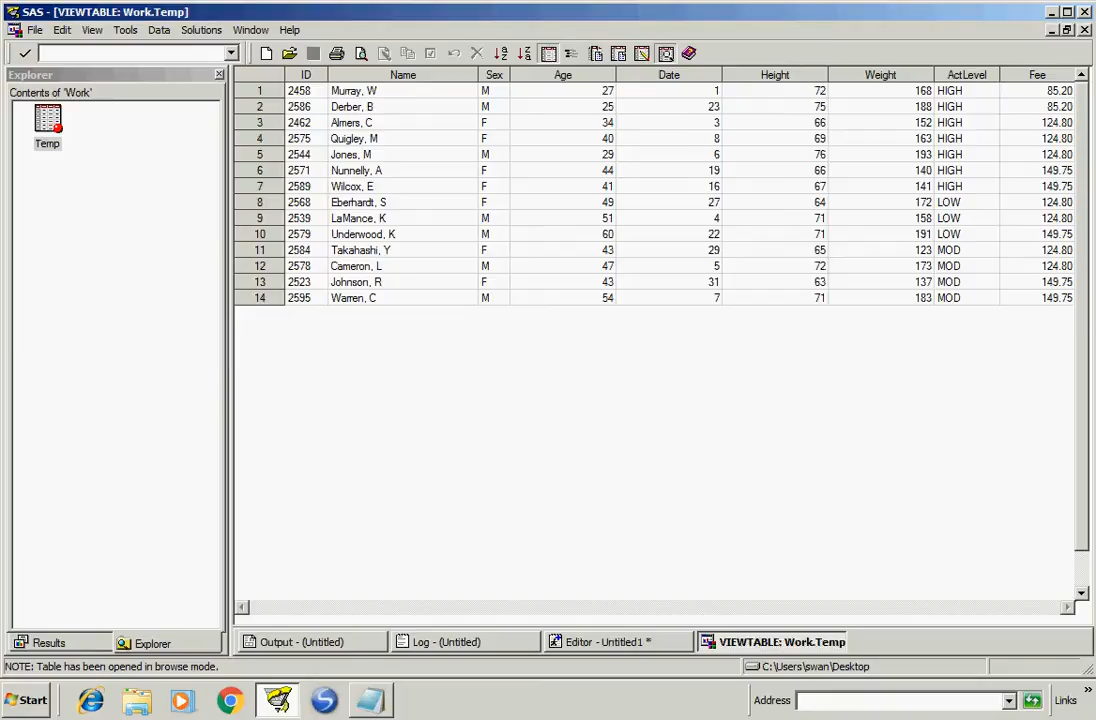 SAS - [VIEWTABLE: Work.Temp]
File Edit View Tools Data Solutions Window Help
Explorer
Contents of 'Work'
Temp
ID Name Sex Age Date Height Weight ActLevel Fee
1 2458 Murray, W M 27 1 72 168 HIGH 85.20
2 2586 Derber, B M 25 23 75 188 HIGH 85.20
3 2462 Almers, C F 34 3 66 152 HIGH 124.80
4 2575 Quigley, M F 40 8 69 163 HIGH 124.80
5 2544 Jones, M M 29 6 76 193 HIGH 124.80
6 2571 Nunnelly, A F 44 19 66 140 HIGH 149.75
7 2589 Wilcox, E F 41 16 67 141 HIGH 149.75
8 2568 Eberhardt, S F 49 27 64 172 LOW 124.80
9 2539 LaMance, K M 51 4 71 158 LOW 124.80
10 2579 Underwood, K M 60 22 71 191 LOW 149.75
11 2584 Takahashi, Y F 43 29 65 123 MOD 124.80
12 2578 Cameron, L M 47 5 72 173 MOD 124.80
13 2523 Johnson, R F 43 31 63 137 MOD 149.75
14 2595 Warren, C M 54 7 71 183 MOD 149.75
Results Explorer
Output - (Untitled) Log - (Untitled) Editor - Untitled1 * VIEWTABLE: Work.Temp
NOTE: Table has been opened in browse mode. C:\Users\swan\Desktop
Start Address Links